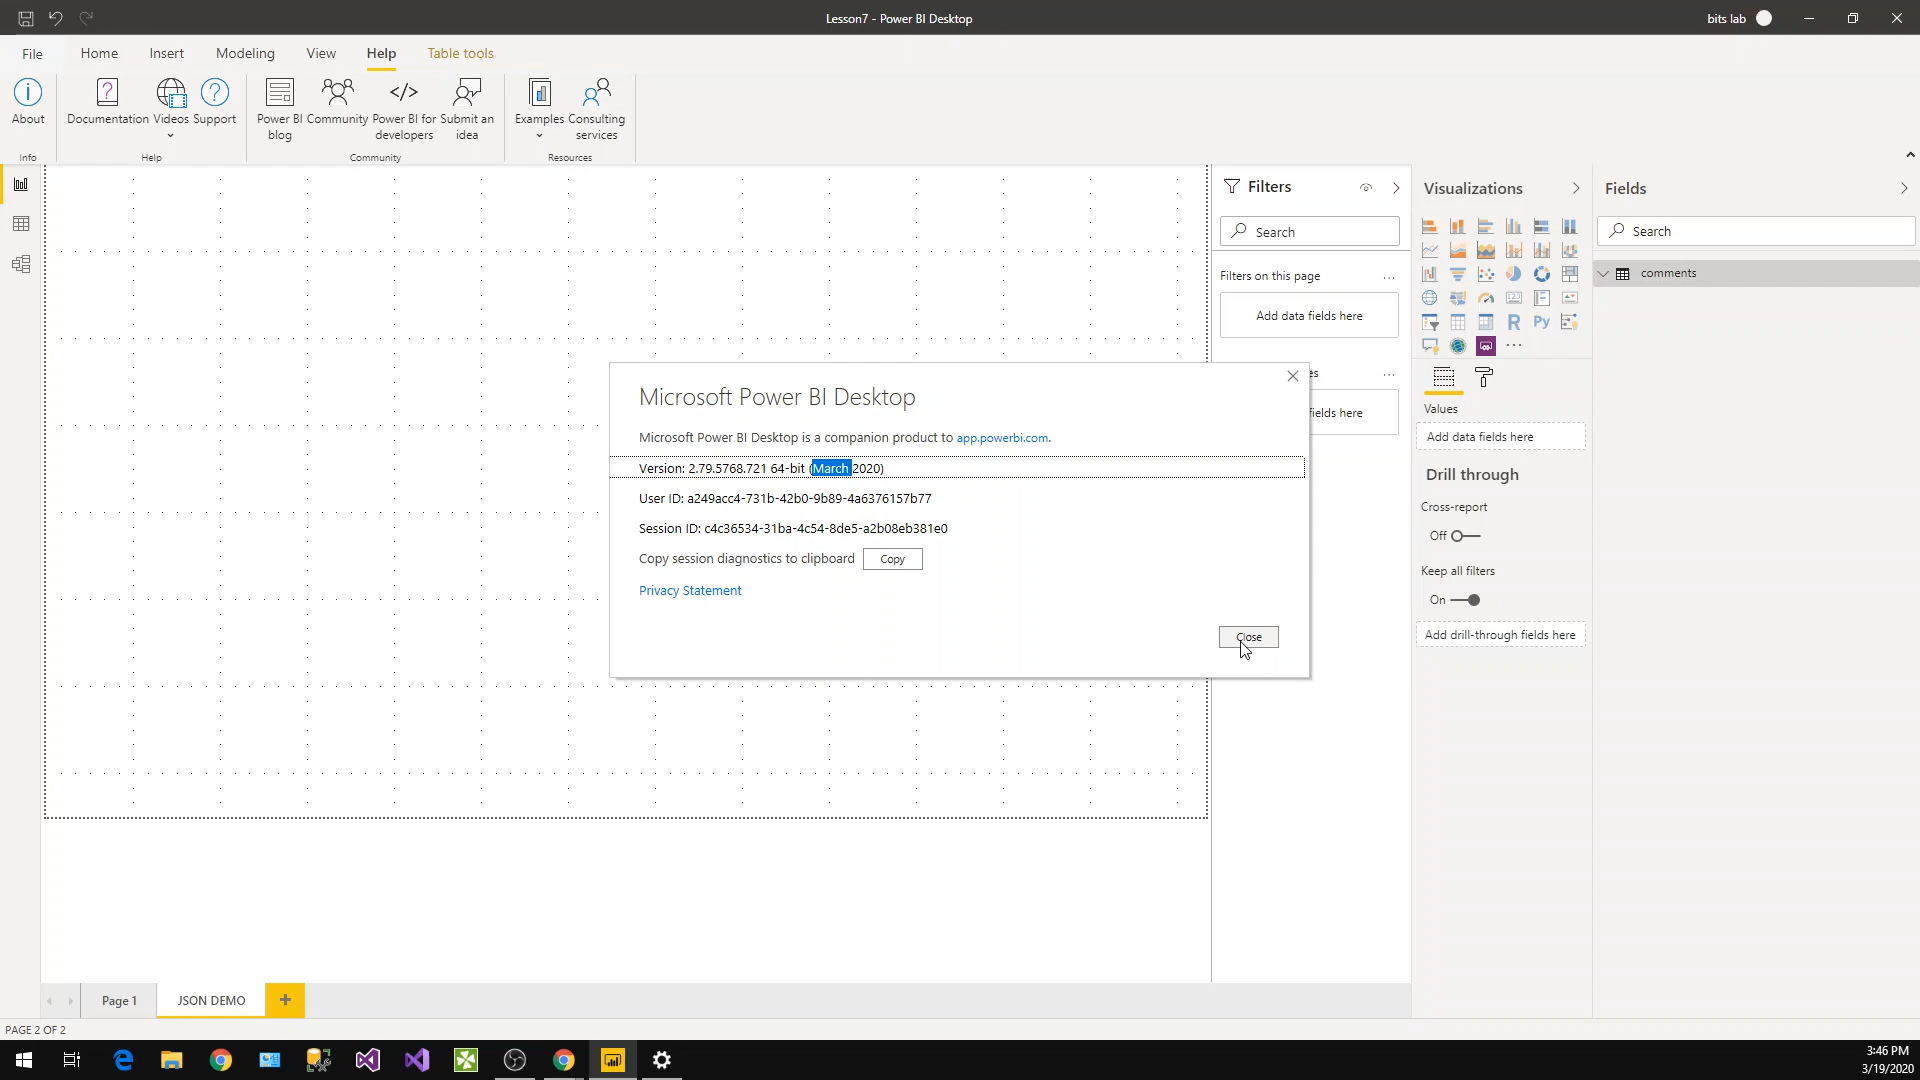 Lesson7 - Power BI Desktop
bits lab
File
Home
Insert
Modeling
View
Help
Table tools
About
Documentation
Videos
Support
Power BI
blog
Community
Power BI for
developers
Submit an
idea
Examples
Consulting
services
Info
Help
Community
Resources
Filters
Search
Filters on this page
Add data fields here
es
fields here
Visualizations
R
Py
Values
Add data fields here
Drill through
Cross-report
Off
Keep all filters
On
Add drill-through fields here
Fields
Search
comments
Microsoft Power BI Desktop
Microsoft Power BI Desktop is a companion product to app.powerbi.com.
Version: 2.79.5768.721 64-bit (March 2020)
User ID: a249acc4-731b-42b0-9b89-4a6376157b77
Session ID: c4c36534-31ba-4c54-8de5-a2b08eb381e0
Copy session diagnostics to clipboard
Copy
Privacy Statement
Close
Page 1
JSON DEMO
PAGE 2 OF 2
3:46 PM
3/19/2020